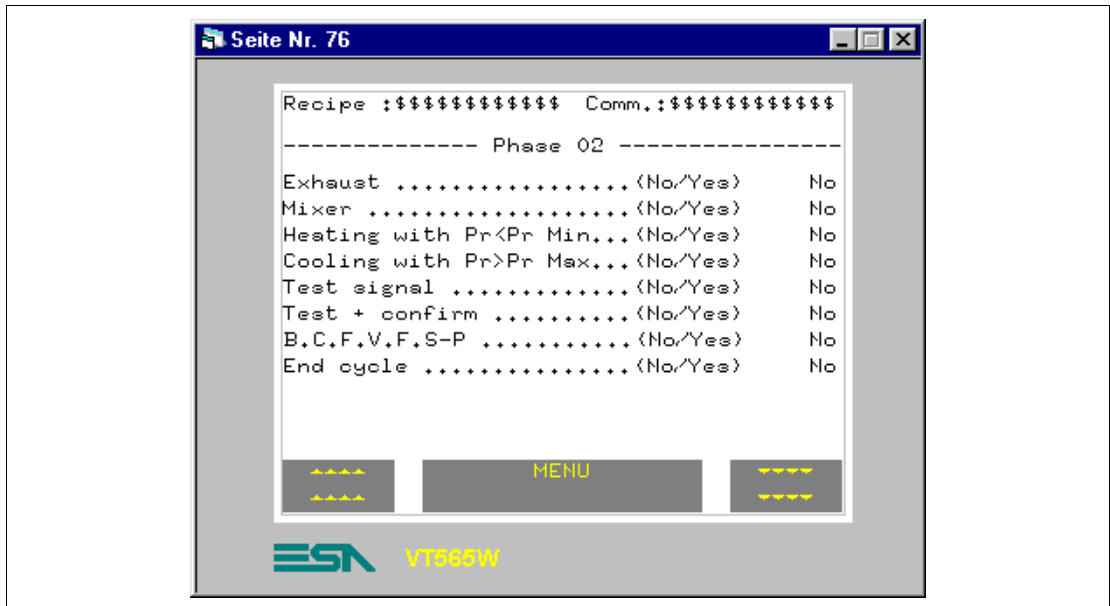 Seite Nr. 76
Recipe :$$$$$$$$$$$$ Comm.:$$$$$$$$$$$$
-------------- Phase 02 ----------------
Exhaust .................(No/Yes) No
Mixer ...................(No/Yes) No
Heating with Pr<Pr Min...(No/Yes) No
Cooling with Pr>Pr Max...(No/Yes) No
Test signal .............(No/Yes) No
Test + confirm ..........(No/Yes) No
B.C.F.V.F.S-P ...........(No/Yes) No
End cycle ...............(No/Yes) No
MENU
ESA VT565W